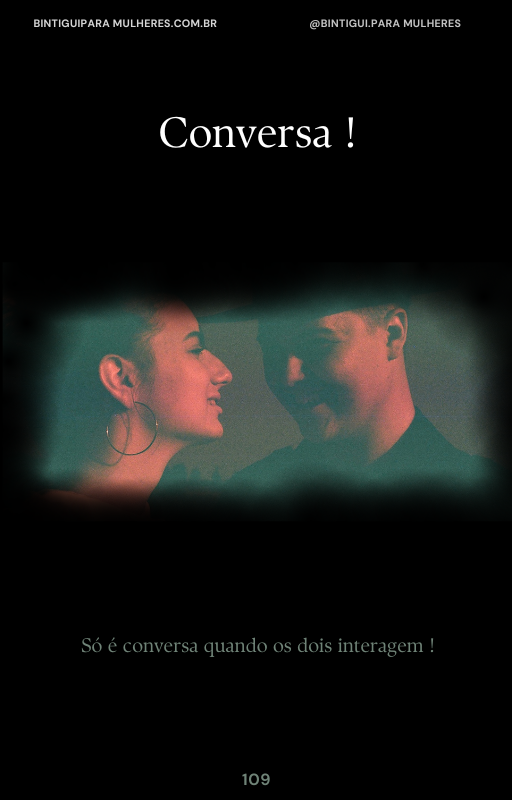 BINTIGUIPARA MULHERES.COM.BR
@BINTIGUI.PARA MULHERES
Conversa !
Só é conversa quando os dois interagem !
109